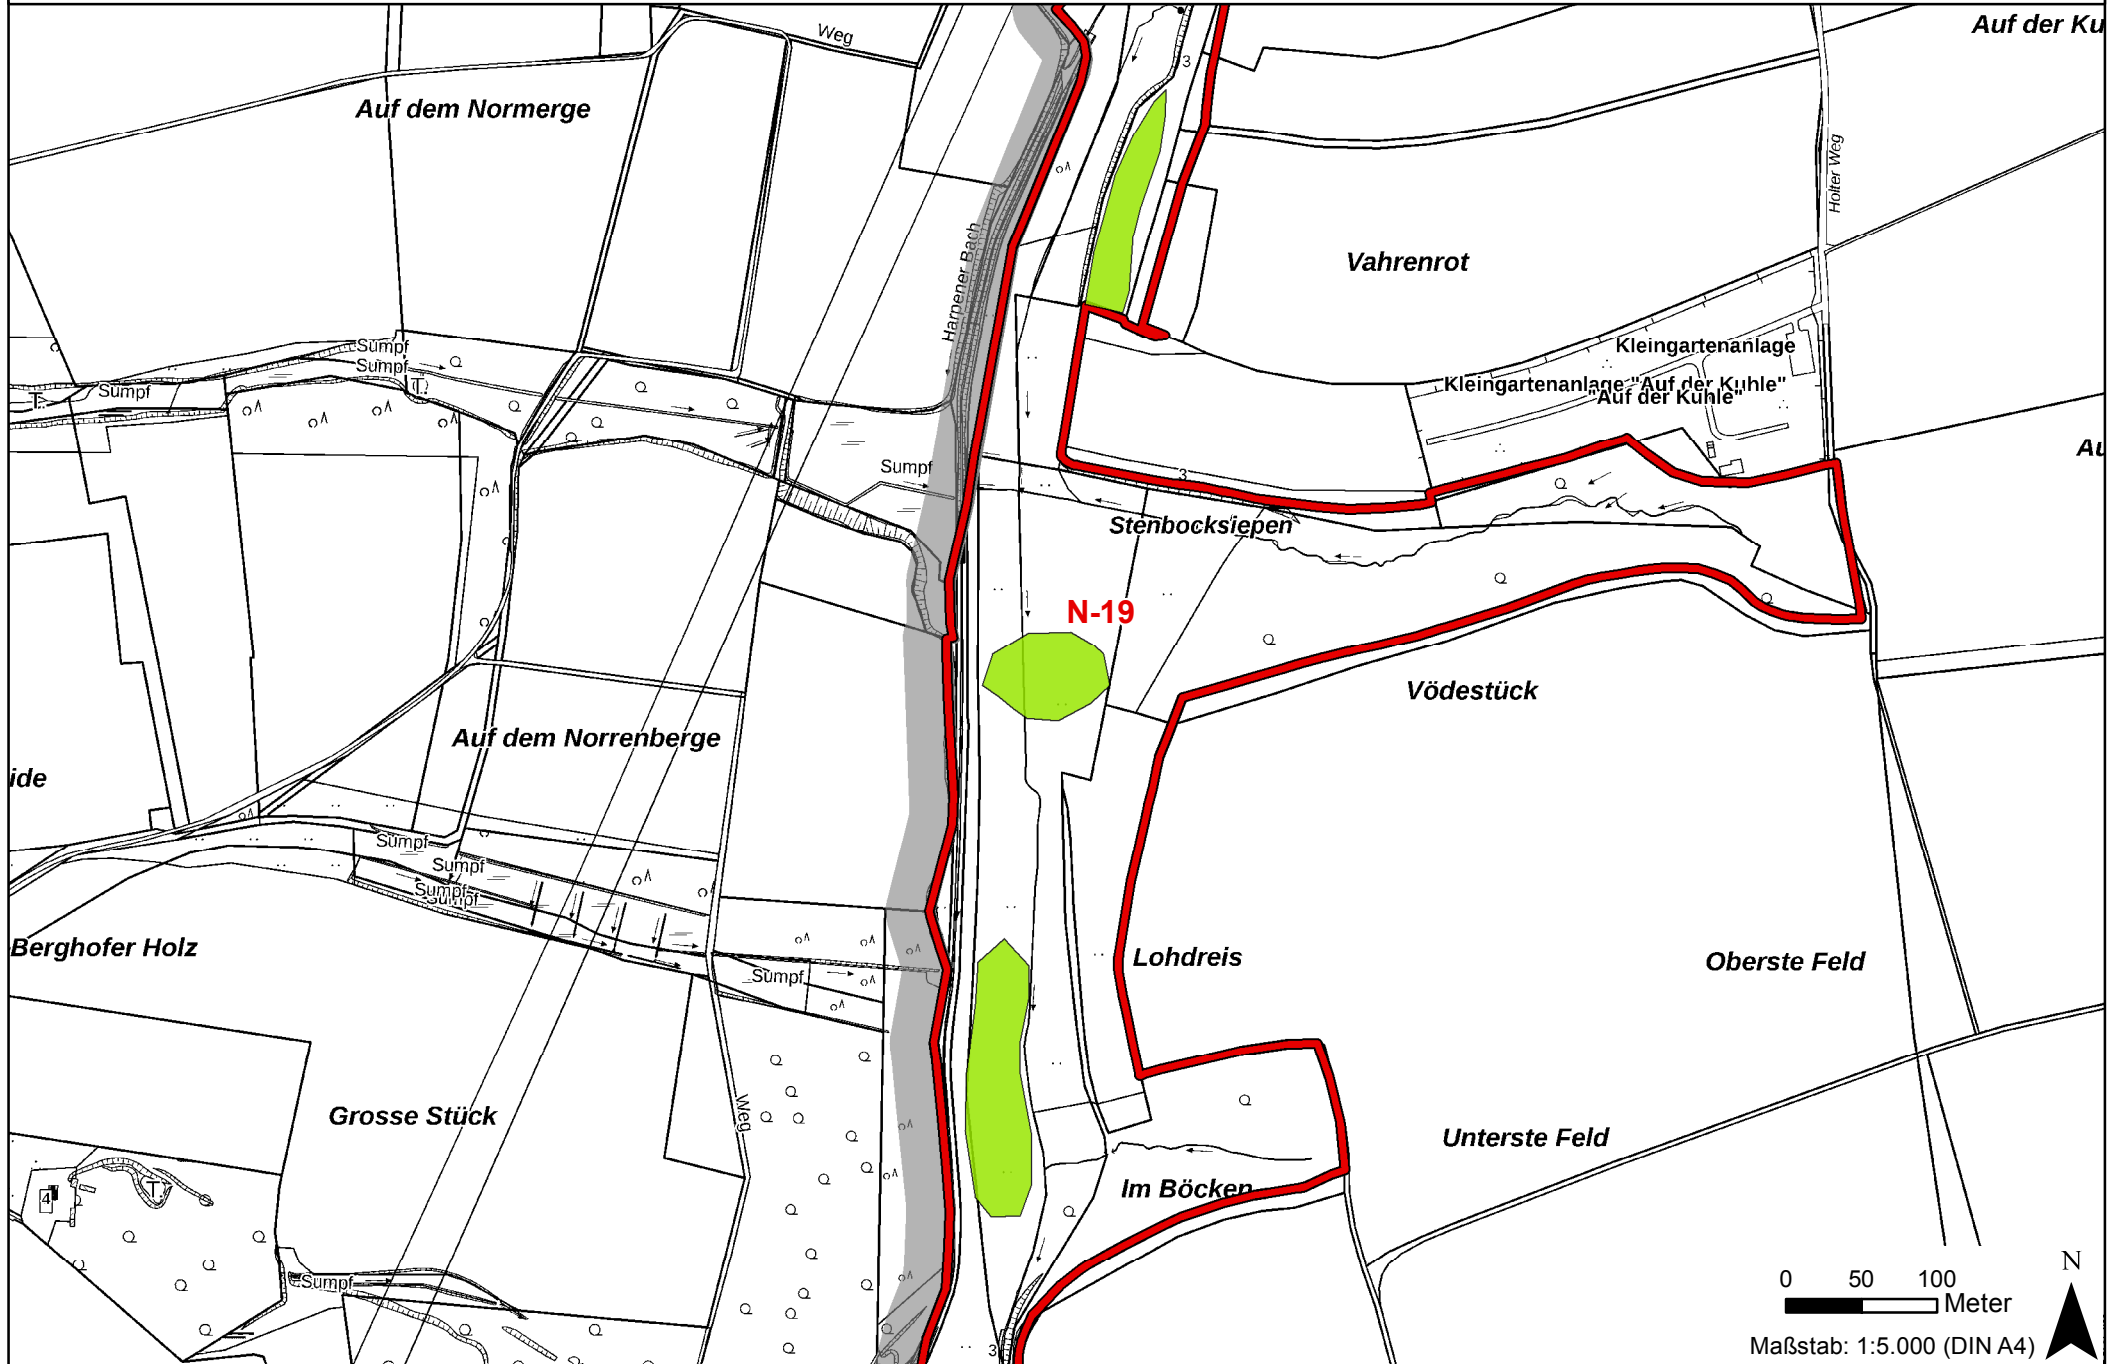 Auf der Ku
Weg
3
Auf dem Normerge
Holter Weg
Harpener Bach
Vahrenrot
Kleingartenanlage
Sumpf
Sumpf
Sumpf
T.
T.
Kleingartenanlage "Auf der Kuhle"
"Auf der Kuhle"
Au
Sumpf
3
Stenbocksiepen
N-19
Vödestück
Auf dem Norrenberge
ide
Sumpf
Sumpf
Sumpf
Sumpf
Berghofer Holz
Lohdreis
Oberste Feld
Sumpf
Weg
Grosse Stück
Unterste Feld
T.
4
Im Böcken
Sumpf
N
0 50 100
Meter
3
Maßstab: 1:5.000 (DIN A4)